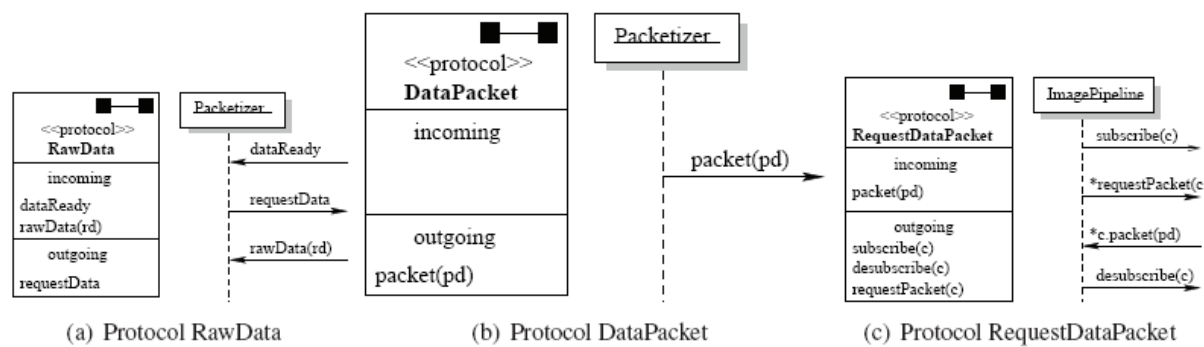 <<protocol>>
RawData
incoming
dataReady
rawData(rd)
outgoing
requestData
Packetizer
dataReady
requestData
rawData(rd)
(a) Protocol RawData
<<protocol>>
DataPacket
incoming
outgoing
packet(pd)
Packetizer
packet(pd)
(b) Protocol DataPacket
<<protocol>>
RequestDataPacket
incoming
packet(pd)
outgoing
subscribe(c)
desubscribe(c)
requestPacket(c)
ImagePipeline
subscribe(c)
*requestPacket(c
*c.packet(pd)
desubscribe(c)
(c) Protocol RequestDataPacket